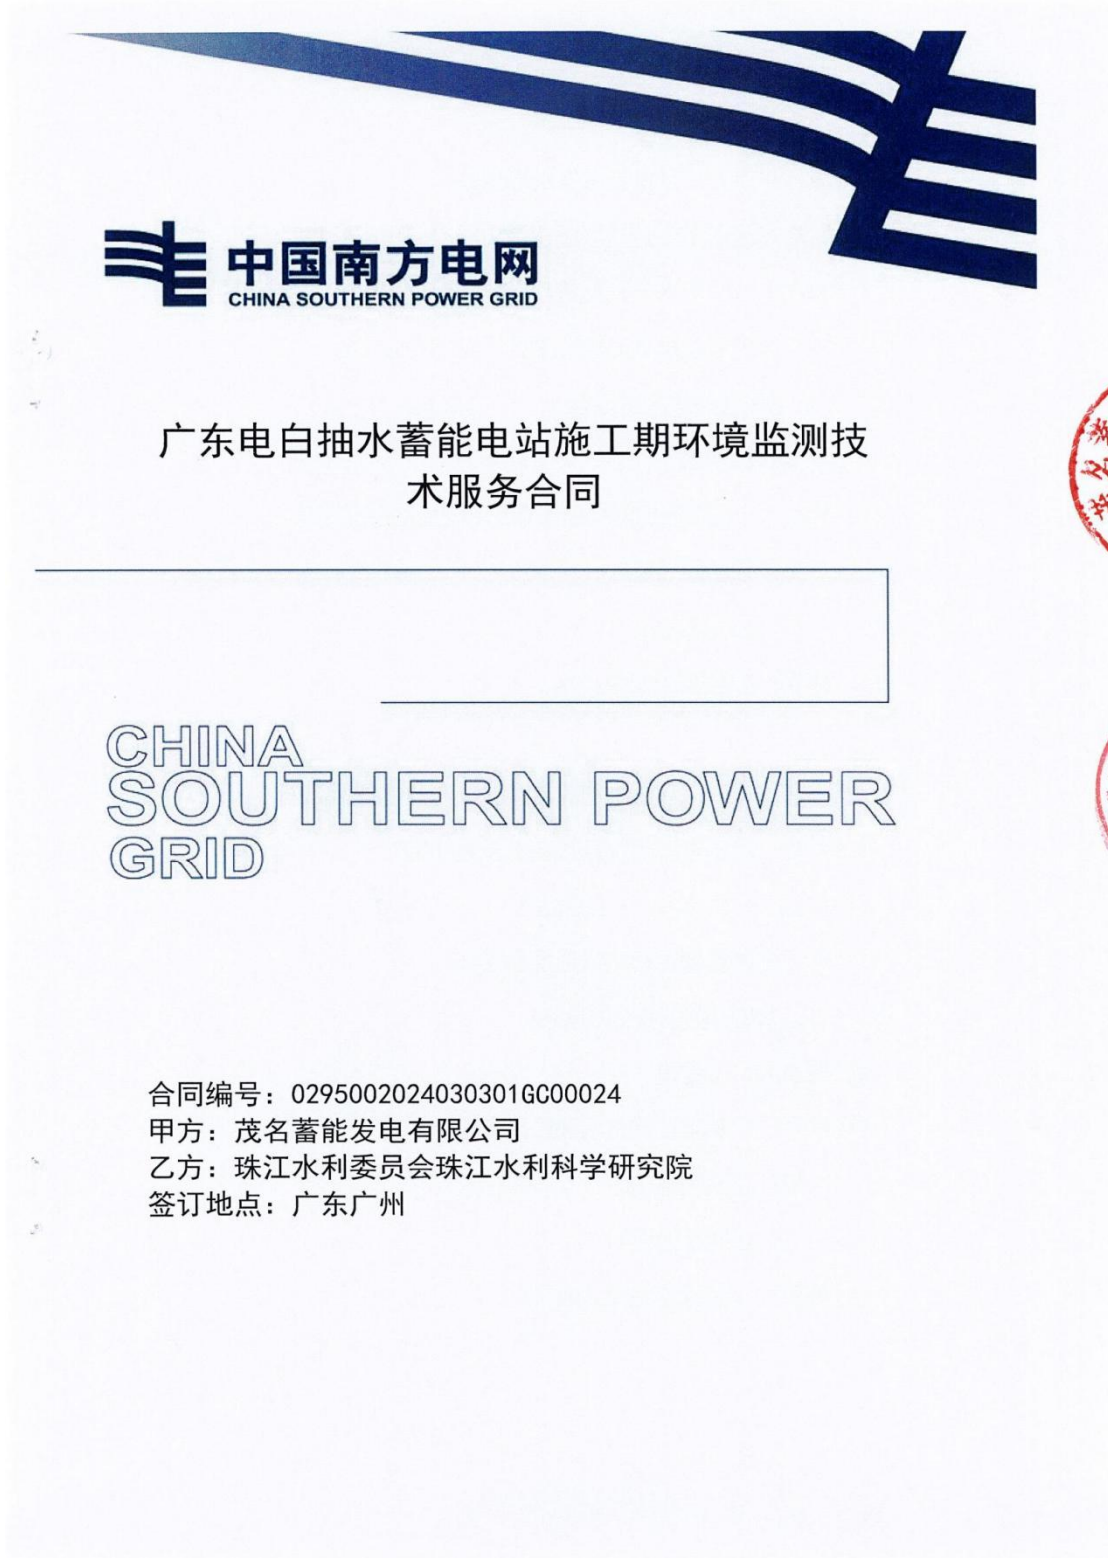 中国南方电网
CHINA SOUTHERN POWER GRID
广东电白抽水蓄能电站施工期环境监测技
术服务合同
CHINA
SOUTHERN POWER
GRID
合同编号：0295002024030301GC00024
甲方：茂名蓄能发电有限公司
乙方：珠江水利委员会珠江水利科学研究院
签订地点：广东广州